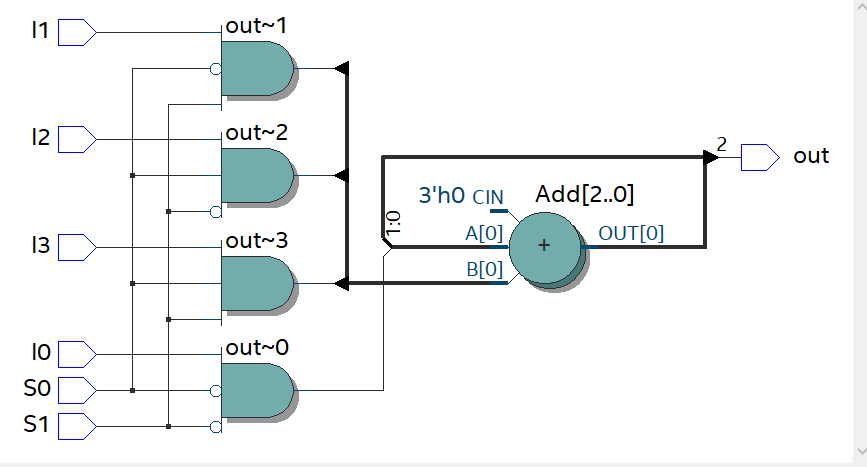 I1
out~1
I2
out~2
2
out
3'h0 CIN
Add[2..0]
1:0
A[0]
+
OUT[0]
I3
out~3
B[0]
I0
out~0
S0
S1